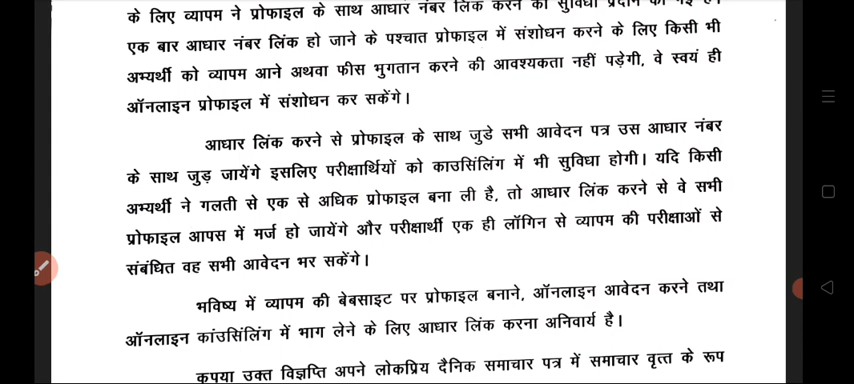 के लिए व्यापम ने प्रोफाइल के साथ आधार नंबर लिंक करने की सुविधा प्रदान की गई है।
एक बार आधार नंबर लिंक हो जाने के पश्चात प्रोफाइल में संशोधन करने के लिए किसी भी
अभ्यर्थी को व्यापम आने अथवा फीस भुगतान करने की आवश्यकता नहीं पड़ेगी, वे स्वयं ही
ऑनलाइन प्रोफाइल में संशोधन कर सकेंगे।
आधार लिंक करने से प्रोफाइल के साथ जुडे सभी आवेदन पत्र उस आधार नंबर
के साथ जुड़ जायेंगे इसलिए परीक्षार्थियों को काउसिंलिंग में भी सुविधा होगी। यदि किसी
अभ्यर्थी ने गलती से एक से अधिक प्रोफाइल बना ली है, तो आधार लिंक करने से वे सभी
प्रोफाइल आपस में मर्ज हो जायेंगे और परीक्षार्थी एक ही लॉगिन से व्यापम की परीक्षाओं से
संबंधित वह सभी आवेदन भर सकेंगे।
भविष्य में व्यापम की बेबसाइट पर प्रोफाइल बनाने, ऑनलाइन आवेदन करने तथा
ऑनलाइन कांउसिंलिंग में भाग लेने के लिए आधार लिंक करना अनिवार्य है।
कृपया उक्त विज्ञप्ति अपने लोकप्रिय दैनिक समाचार पत्र में समाचार वृत्त के रूप